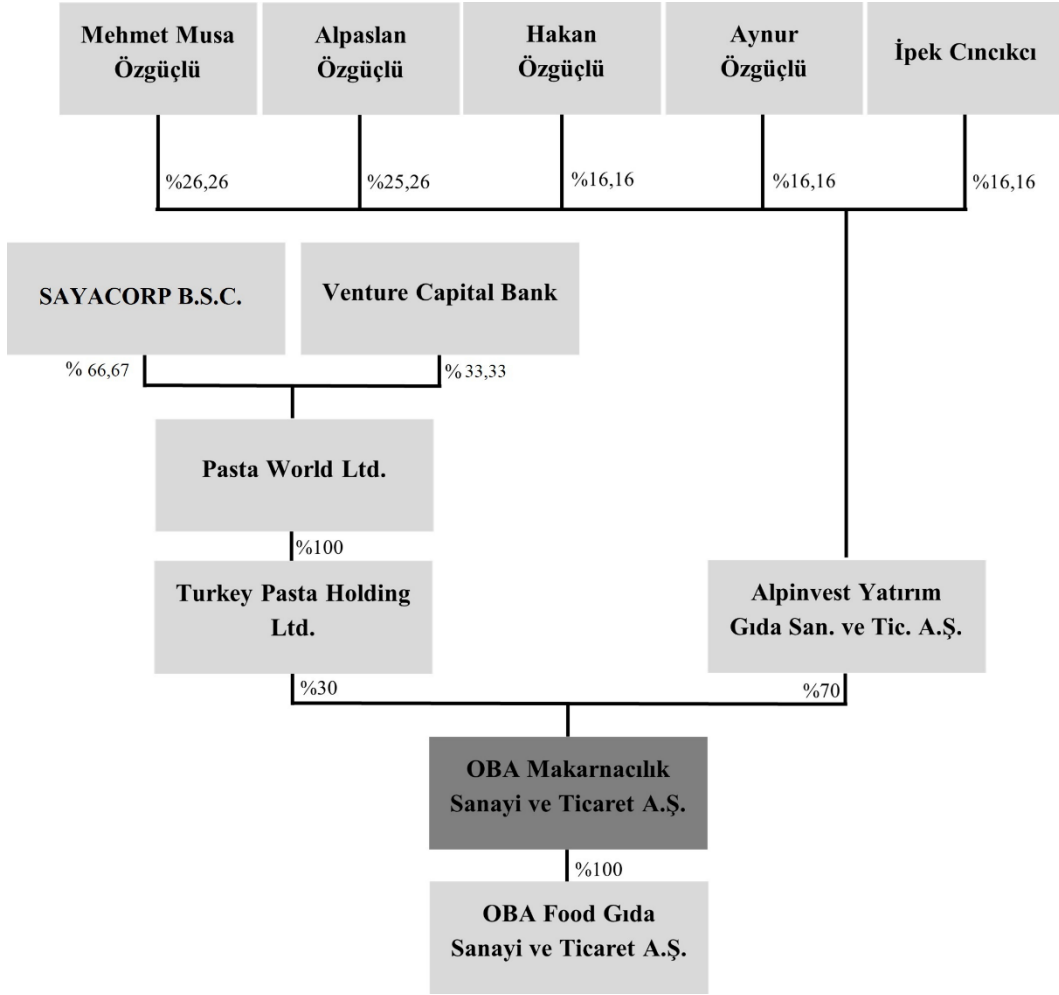 Mehmet Musa
Özgüçlü
Alpaslan
Özgüçlü
Hakan
Özgüçlü
Aynur
Özgüçlü
İpek Cıncıkcı
%26,26
%25,26
%16,16
%16,16
%16,16
SAYACORP B.S.C.
Venture Capital Bank
% 66,67
% 33,33
Pasta World Ltd.
%100
Turkey Pasta Holding
Ltd.
Alpinvest Yatırım
Gıda San. ve Tic. A.Ş.
%30
%70
OBA Makarnacılık
Sanayi ve Ticaret A.Ş.
%100
OBA Food Gıda
Sanayi ve Ticaret A.Ş.